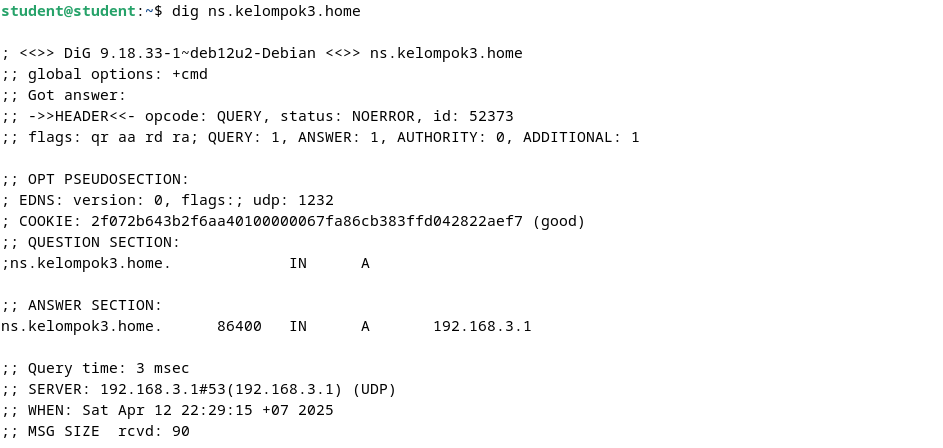 student@student:~$ dig ns.kelompok3.home
; <<>> DiG 9.18.33-1~deb12u2-Debian <<>> ns.kelompok3.home
;; global options: +cmd
;; Got answer:
;; ->>HEADER<<- opcode: QUERY, status: NOERROR, id: 52373
;; flags: qr aa rd ra; QUERY: 1, ANSWER: 1, AUTHORITY: 0, ADDITIONAL: 1
;; OPT PSEUDOSECTION:
; EDNS: version: 0, flags:; udp: 1232
; COOKIE: 2f072b643b2f6aa40100000067fa86cb383ffd042822aef7 (good)
;; QUESTION SECTION:
;ns.kelompok3.home.             IN      A
;; ANSWER SECTION:
ns.kelompok3.home.      86400   IN      A       192.168.3.1
;; Query time: 3 msec
;; SERVER: 192.168.3.1#53(192.168.3.1) (UDP)
;; WHEN: Sat Apr 12 22:29:15 +07 2025
;; MSG SIZE  rcvd: 90